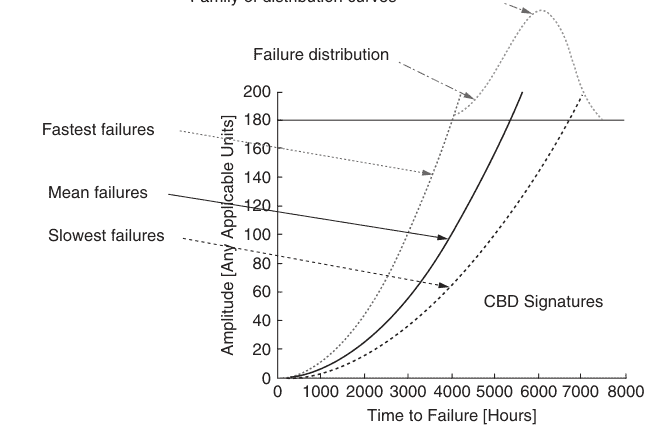 Family of distribution curves
Failure distribution
Fastest failures
Mean failures
Slowest failures
CBD Signatures
Amplitude [Any Applicable Units]
200
180
160
140
120
100
80
60
40
20
0
0 1000 2000 3000 4000 5000 6000 7000 8000
Time to Failure [Hours]